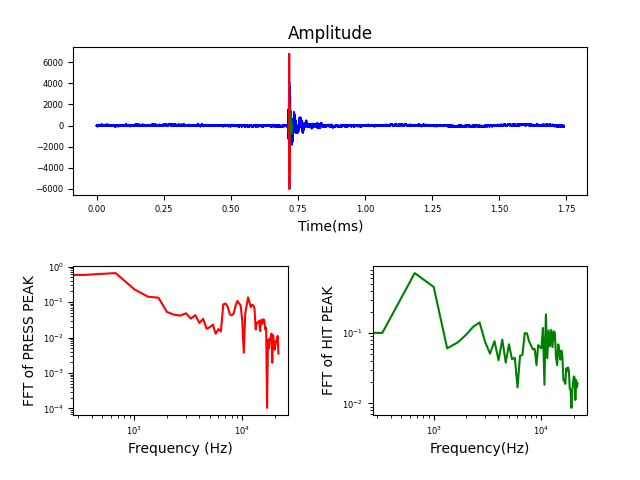 Amplitude
6000
4000
2000
0
−2000
−4000
−6000
0.00 0.25 0.50 0.75 1.00 1.25 1.50 1.75
Time(ms)
FFT of PRESS PEAK
10⁰
10⁻¹
10⁻²
10⁻³
10⁻⁴
10³ 10⁴
Frequency (Hz)
FFT of HIT PEAK
10⁻¹
10⁻²
10³ 10⁴
Frequency(Hz)